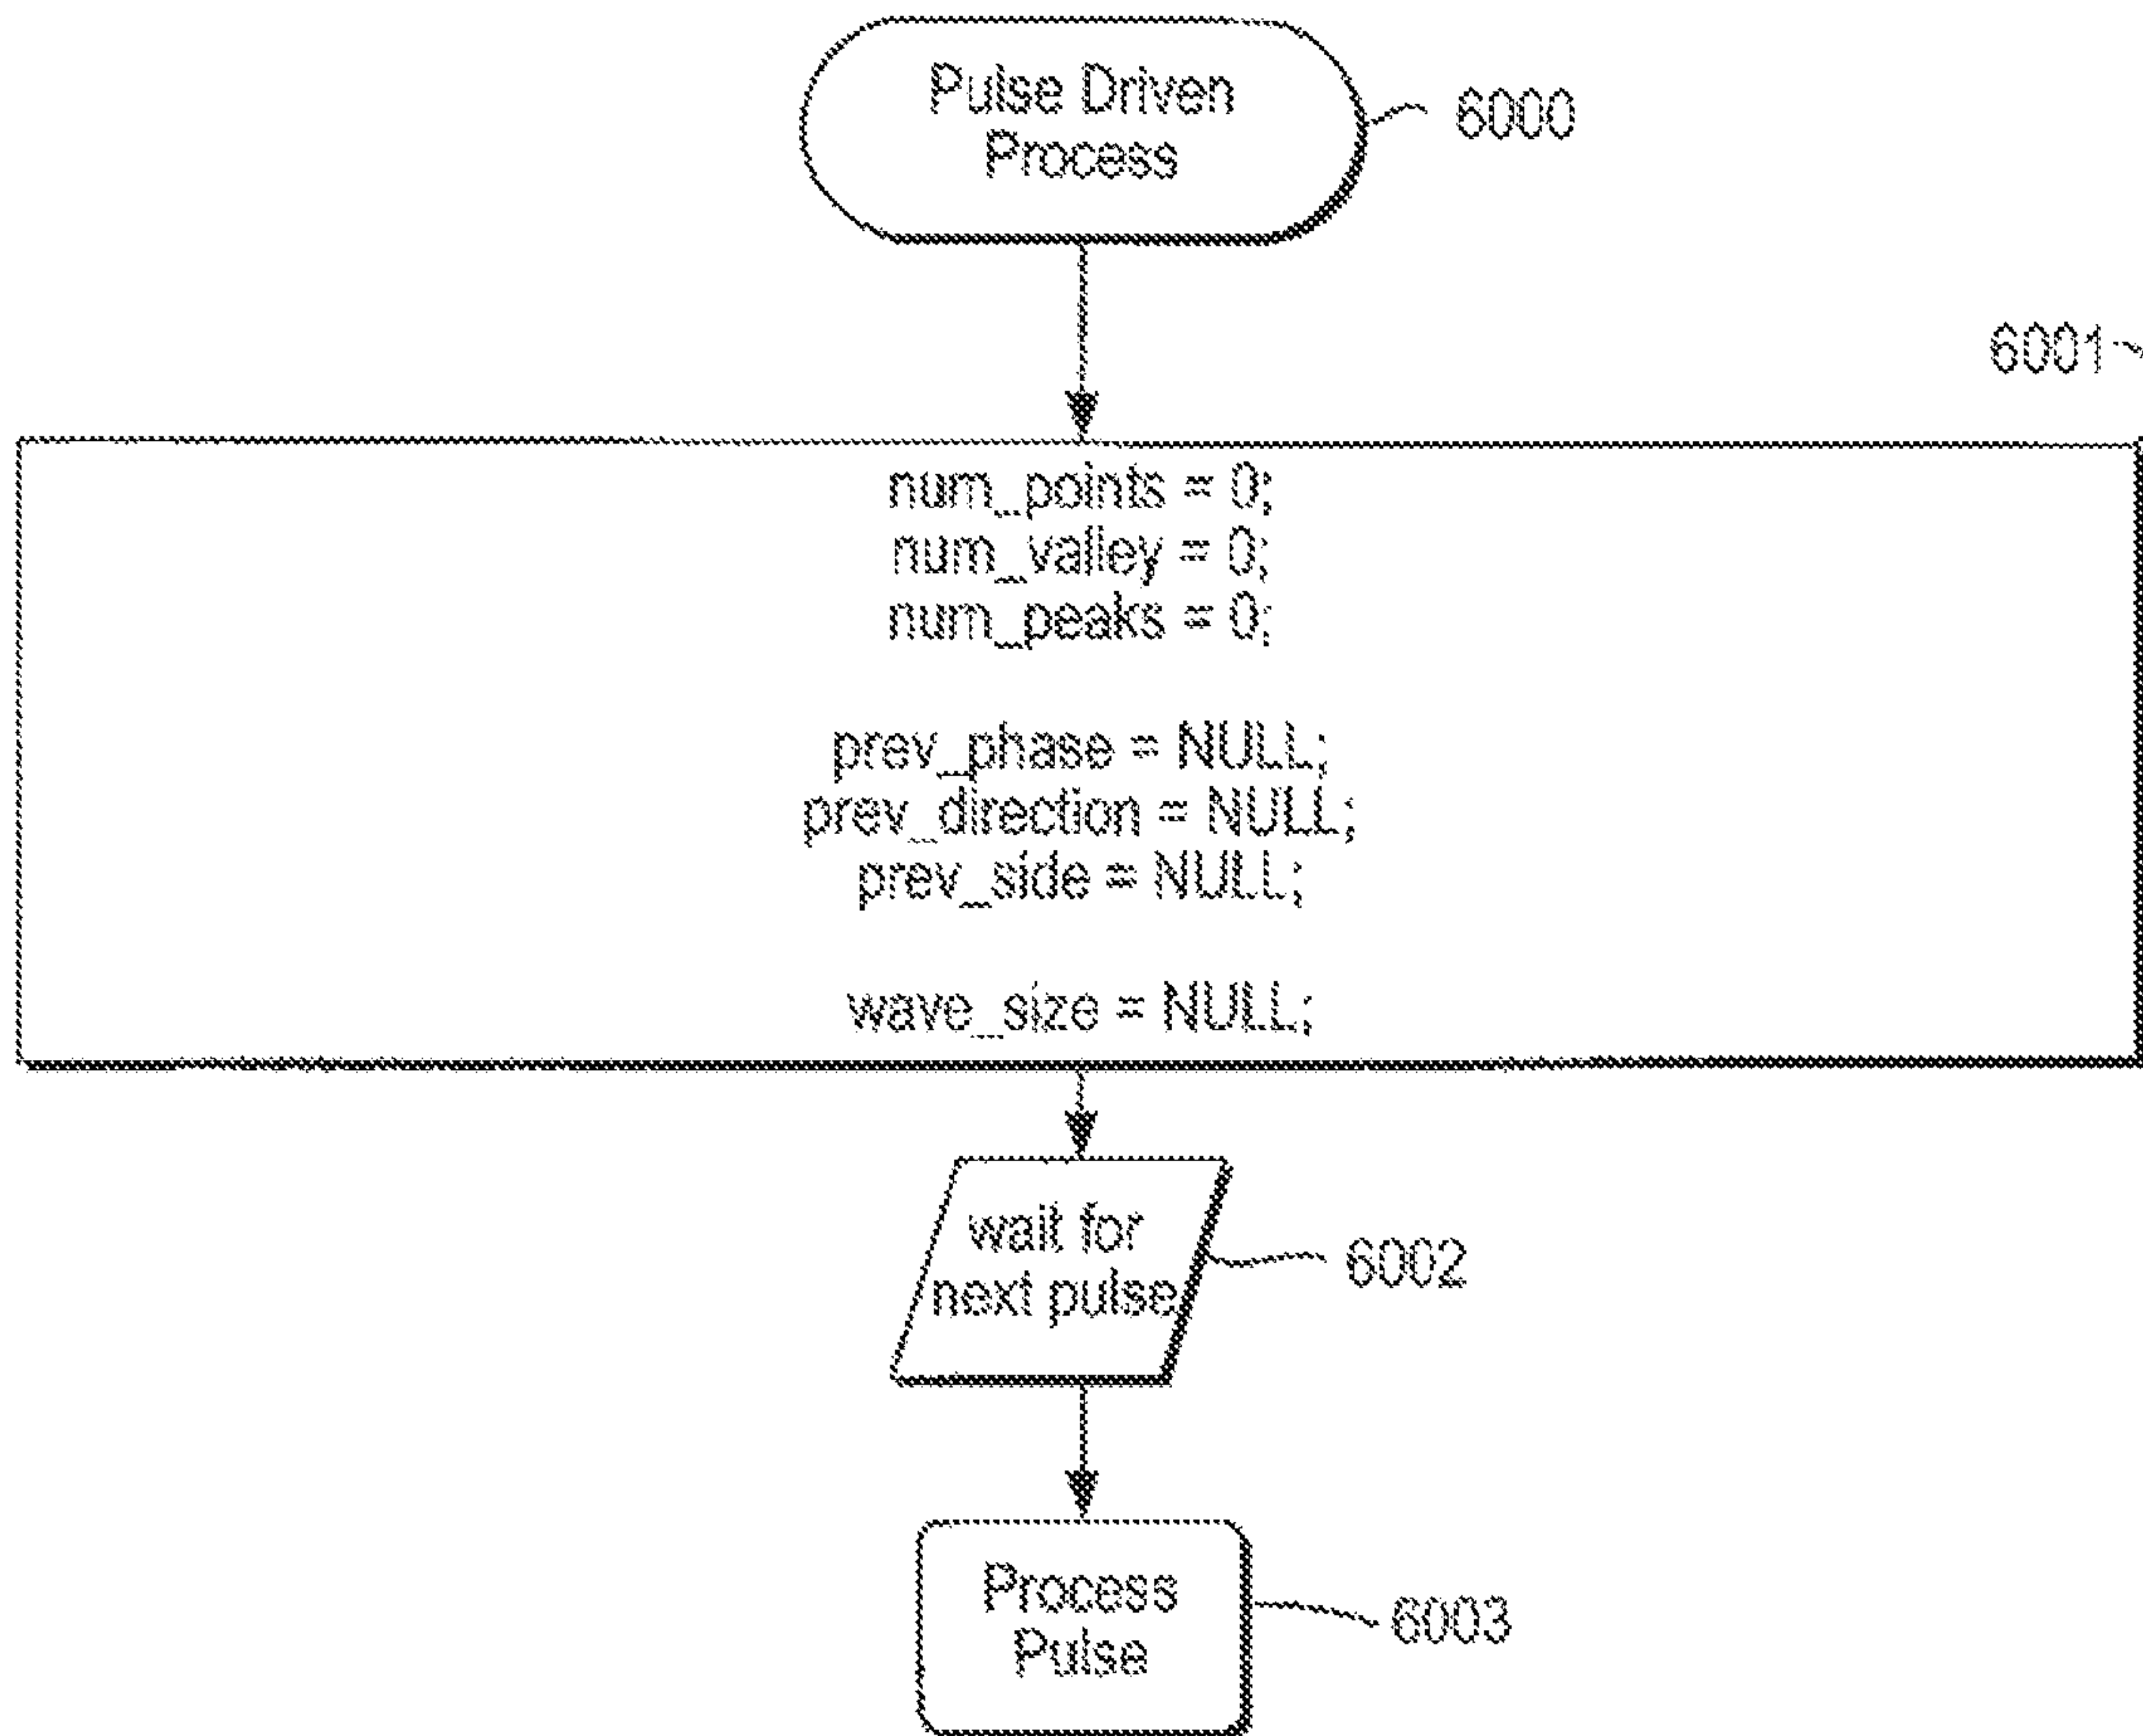 Pulse Driven
Process
6000
6001
num_points = 0;
num_valley = 0;
num_peaks = 0;
prev_phase = NULL;
prev_direction = NULL;
prev_side = NULL;
wave_size = NULL;
wait for
next pulse
6002
Process
Pulse
6003